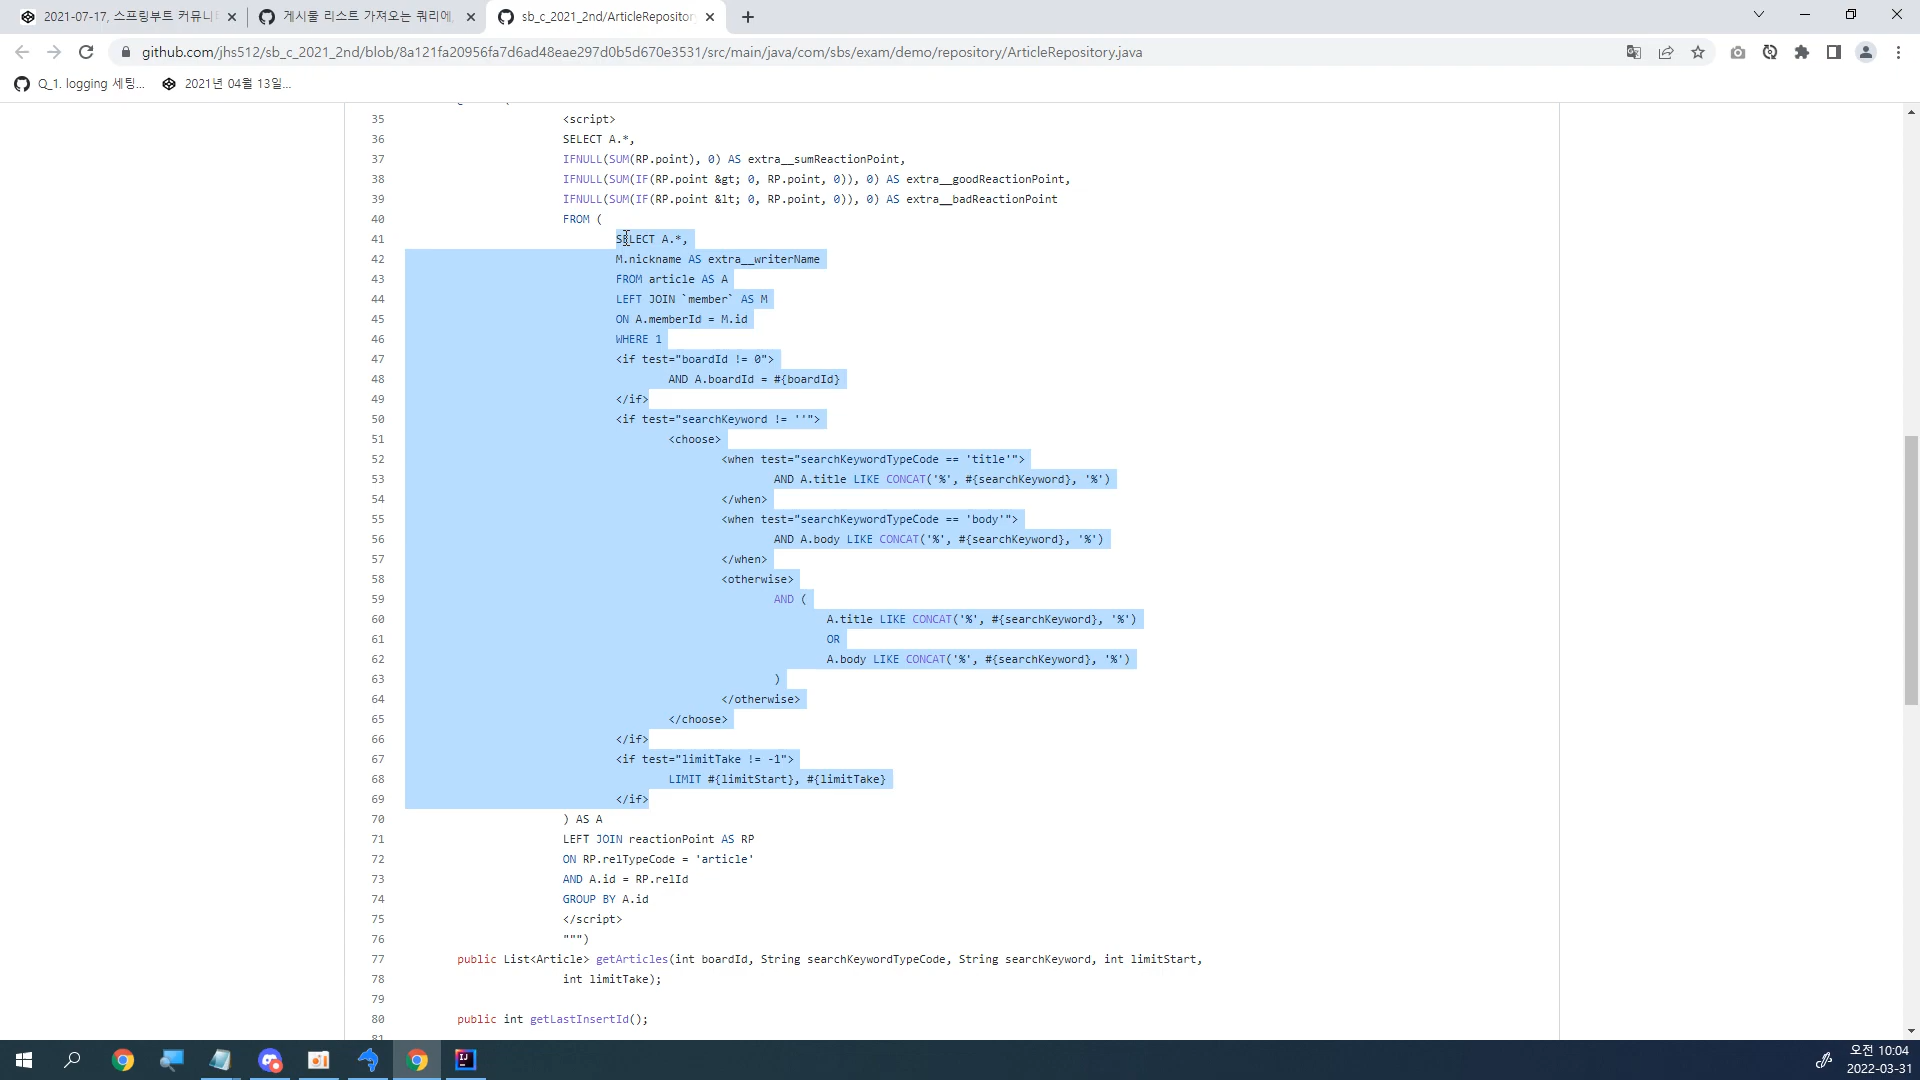 2021-07-17, 스프링부트 커뮤니
게시물 리스트 가져오는 쿼리에
sb_c_2021_2nd/ArticleRepository
github.com/jhs512/sb_c_2021_2nd/blob/8a121fa20956fa7d6ad48eae297d0b5d670e3531/src/main/java/com/sbs/exam/demo/repository/ArticleRepository.java
Q_1. logging 세팅...
2021년 04월 13일...
35 <script>
36 SELECT A.*,
37 IFNULL(SUM(RP.point), 0) AS extra__sumReactionPoint,
38 IFNULL(SUM(IF(RP.point &gt; 0, RP.point, 0)), 0) AS extra__goodReactionPoint,
39 IFNULL(SUM(IF(RP.point &lt; 0, RP.point, 0)), 0) AS extra__badReactionPoint
40 FROM (
41 SELECT A.*,
42 M.nickname AS extra__writerName
43 FROM article AS A
44 LEFT JOIN `member` AS M
45 ON A.memberId = M.id
46 WHERE 1
47 <if test="boardId != 0">
48 AND A.boardId = #{boardId}
49 </if>
50 <if test="searchKeyword != ''">
51 <choose>
52 <when test="searchKeywordTypeCode == 'title'">
53 AND A.title LIKE CONCAT('%', #{searchKeyword}, '%')
54 </when>
55 <when test="searchKeywordTypeCode == 'body'">
56 AND A.body LIKE CONCAT('%', #{searchKeyword}, '%')
57 </when>
58 <otherwise>
59 AND (
60 A.title LIKE CONCAT('%', #{searchKeyword}, '%')
61 OR
62 A.body LIKE CONCAT('%', #{searchKeyword}, '%')
63 )
64 </otherwise>
65 </choose>
66 </if>
67 <if test="limitTake != -1">
68 LIMIT #{limitStart}, #{limitTake}
69 </if>
70 ) AS A
71 LEFT JOIN reactionPoint AS RP
72 ON RP.relTypeCode = 'article'
73 AND A.id = RP.relId
74 GROUP BY A.id
75 </script>
76 """)
77 public List<Article> getArticles(int boardId, String searchKeywordTypeCode, String searchKeyword, int limitStart,
78 int limitTake);
79
80 public int getLastInsertId();
81
오전 10:04
2022-03-31